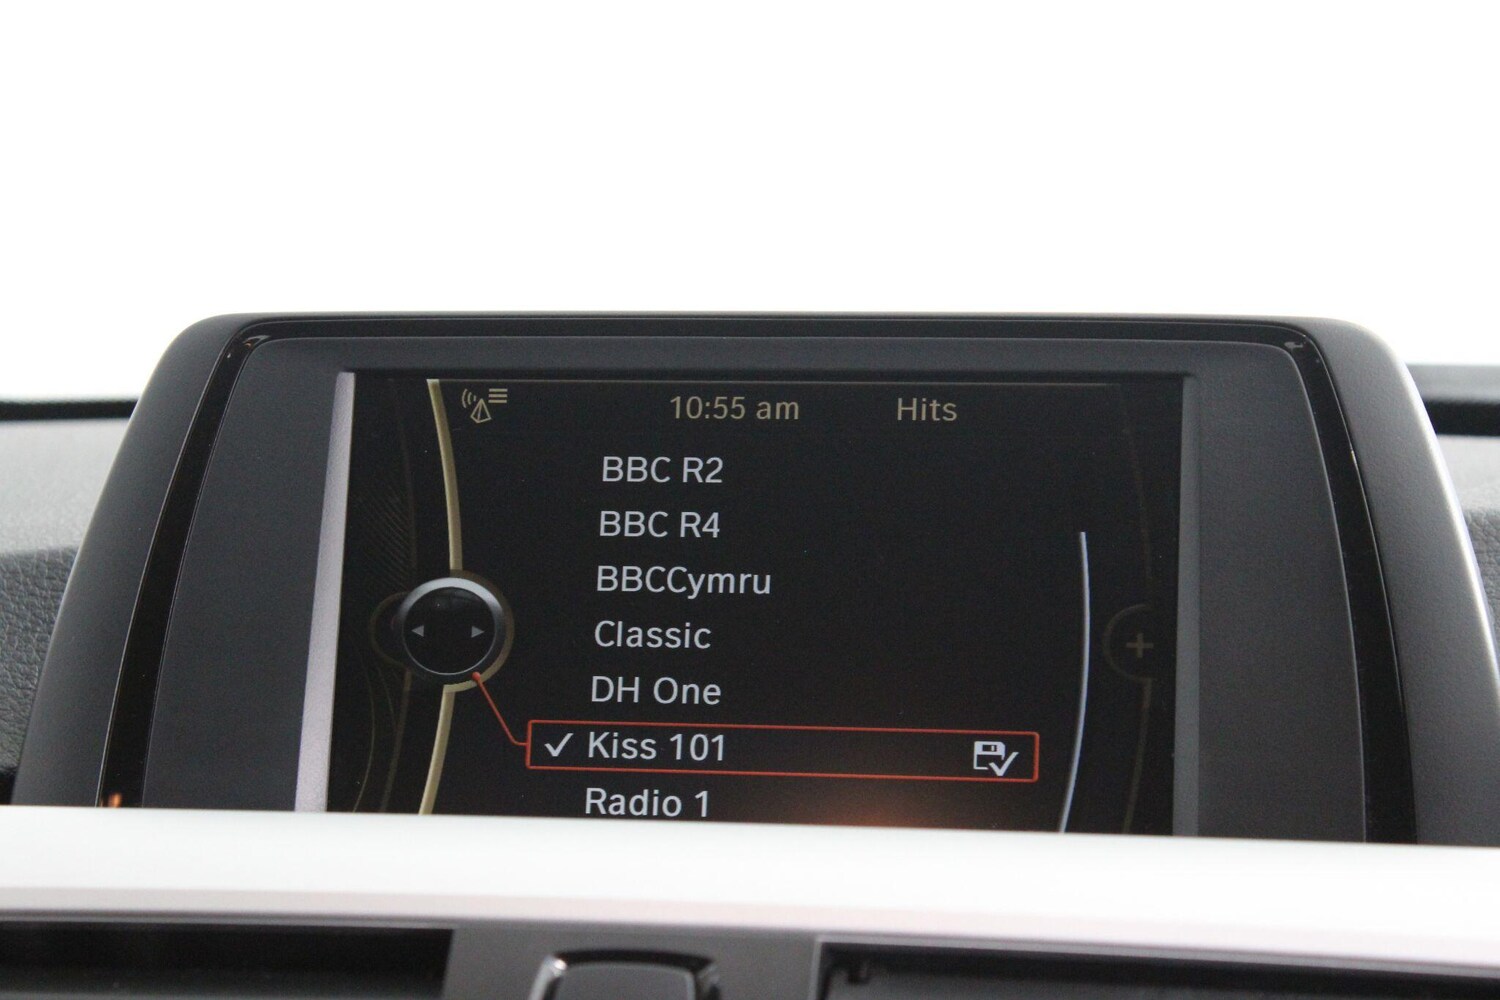 10:55 am Hits
BBC R2
BBC R4
BBCCymru
Classic
DH One
Kiss 101
Radio 1